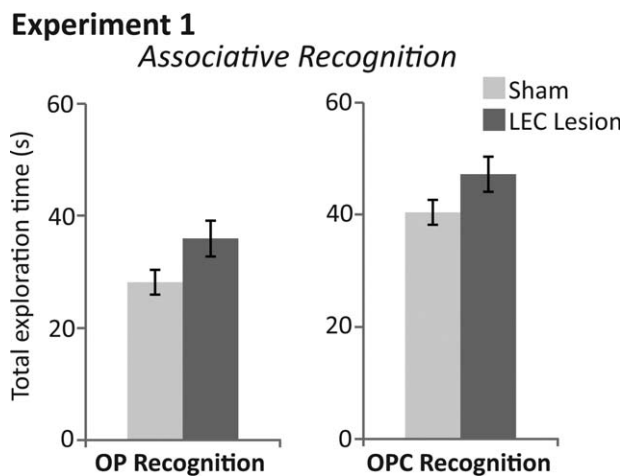 Experiment 1
Associative Recognition
Sham
LEC Lesion
Total exploration time (s)
60
40
20
0
OP Recognition
60
40
20
0
OPC Recognition